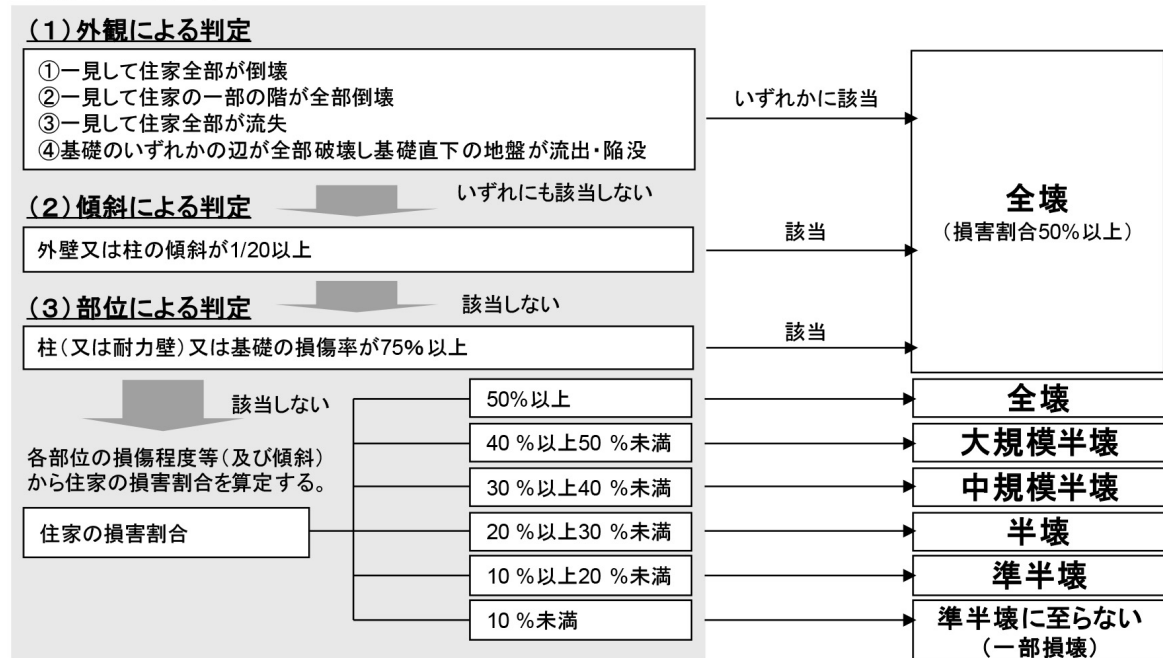 (1)外観による判定
①一見して住家全部が倒壊
②一見して住家の一部の階が全部倒壊
③一見して住家全部が流失
④基礎のいずれかの辺が全部破壊し基礎直下の地盤が流出・陥没
いずれかに該当
全壊
(損害割合50%以上)
いずれにも該当しない
(2)傾斜による判定
外壁又は柱の傾斜が1/20以上
該当
該当しない
(3)部位による判定
柱(又は耐力壁)又は基礎の損傷率が75%以上
該当
該当しない
各部位の損傷程度等(及び傾斜)
から住家の損害割合を算定する。
住家の損害割合
50%以上
全壊
40 %以上50 %未満
大規模半壊
30 %以上40 %未満
中規模半壊
20 %以上30 %未満
半壊
10 %以上20 %未満
準半壊
10 %未満
準半壊に至らない
(一部損壊)